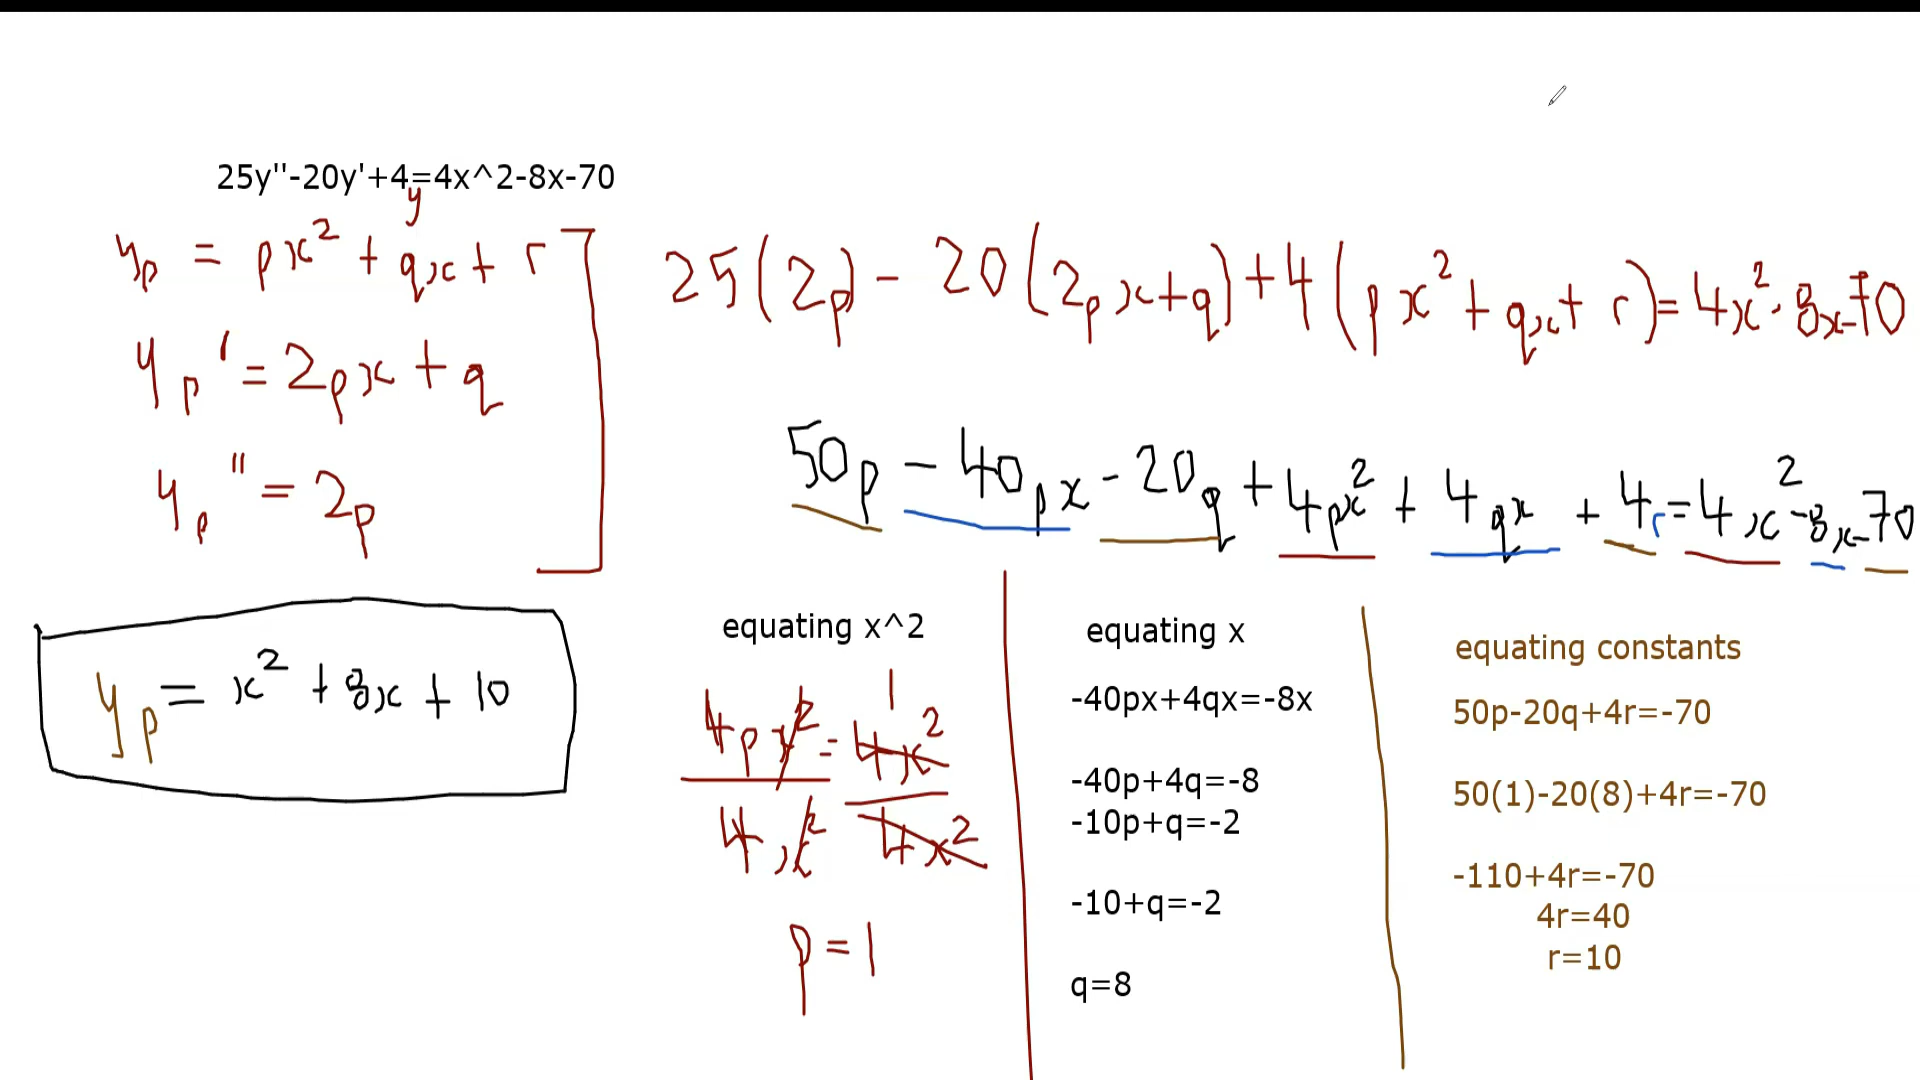 25y''-20y'+4=4x^2-8x-70
y
yp = px² + qx + r
yp' = 2px + q
yp'' = 2p
yp = x² + 8x + 10
25(2p) - 20(2px+q)+4(px²+qx+ r)=4x²-8x-70
50p - 40px - 20q + 4px² + 4qx + 4r=4x²-8x-70
equating x^2
1
4px² = 4x²
4x² 4x²
p = 1
equating x
-40px+4qx=-8x
-40p+4q=-8
-10p+q=-2
-10+q=-2
q=8
equating constants
50p-20q+4r=-70
50(1)-20(8)+4r=-70
-110+4r=-70
4r=40
r=10